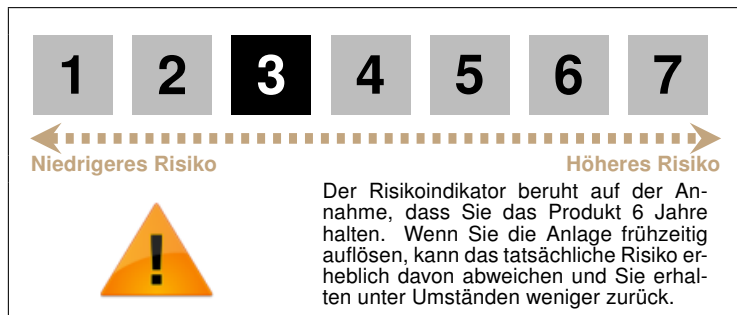 1 2 3 4 5 6 7
Niedrigeres Risiko Höheres Risiko
Der Risikoindikator beruht auf der An-
nahme, dass Sie das Produkt 6 Jahre
halten. Wenn Sie die Anlage frühzeitig
auflösen, kann das tatsächliche Risiko er-
heblich davon abweichen und Sie erhal-
ten unter Umständen weniger zurück.